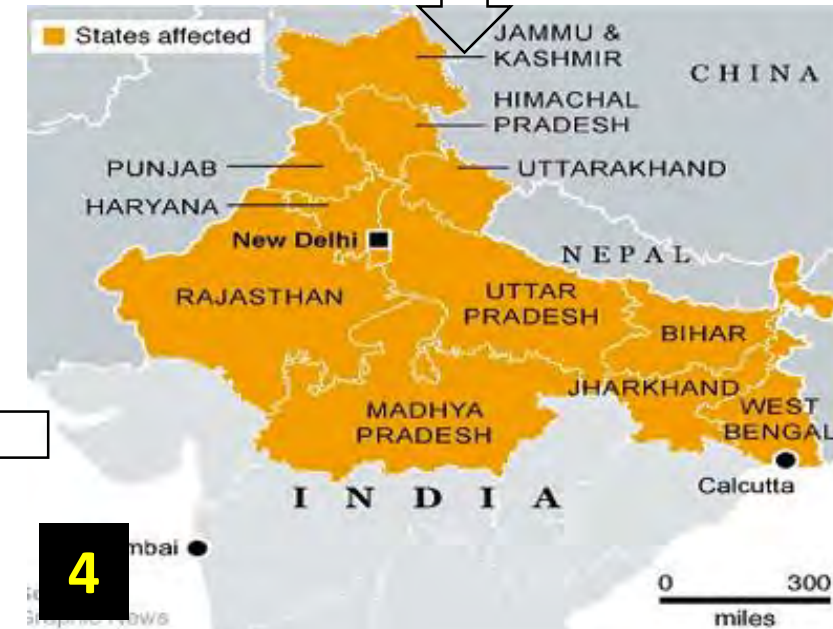 States affected
JAMMU &
KASHMIR
CHINA
HIMACHAL
PRADESH
PUNJAB
UTTARAKHAND
HARYANA
New Delhi
NEPAL
RAJASTHAN
UTTAR
PRADESH
BIHAR
JHARKHAND
MADHYA
PRADESH
WEST
BENGAL
INDIA
Calcutta
mbai
4
0 300
miles